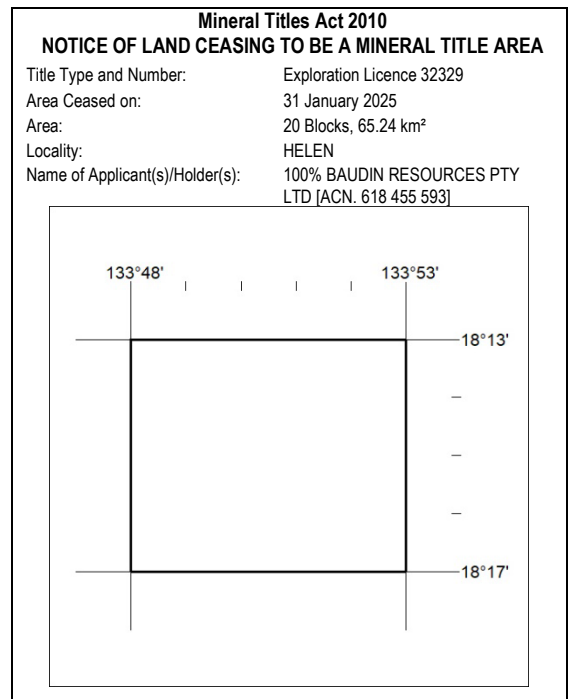 Mineral Titles Act 2010
NOTICE OF LAND CEASING TO BE A MINERAL TITLE AREA
Title Type and Number: Exploration Licence 32329
Area Ceased on: 31 January 2025
Area: 20 Blocks, 65.24 km²
Locality: HELEN
Name of Applicant(s)/Holder(s): 100% BAUDIN RESOURCES PTY
LTD [ACN. 618 455 593]
133°48' 133°53'
18°13'
18°17'